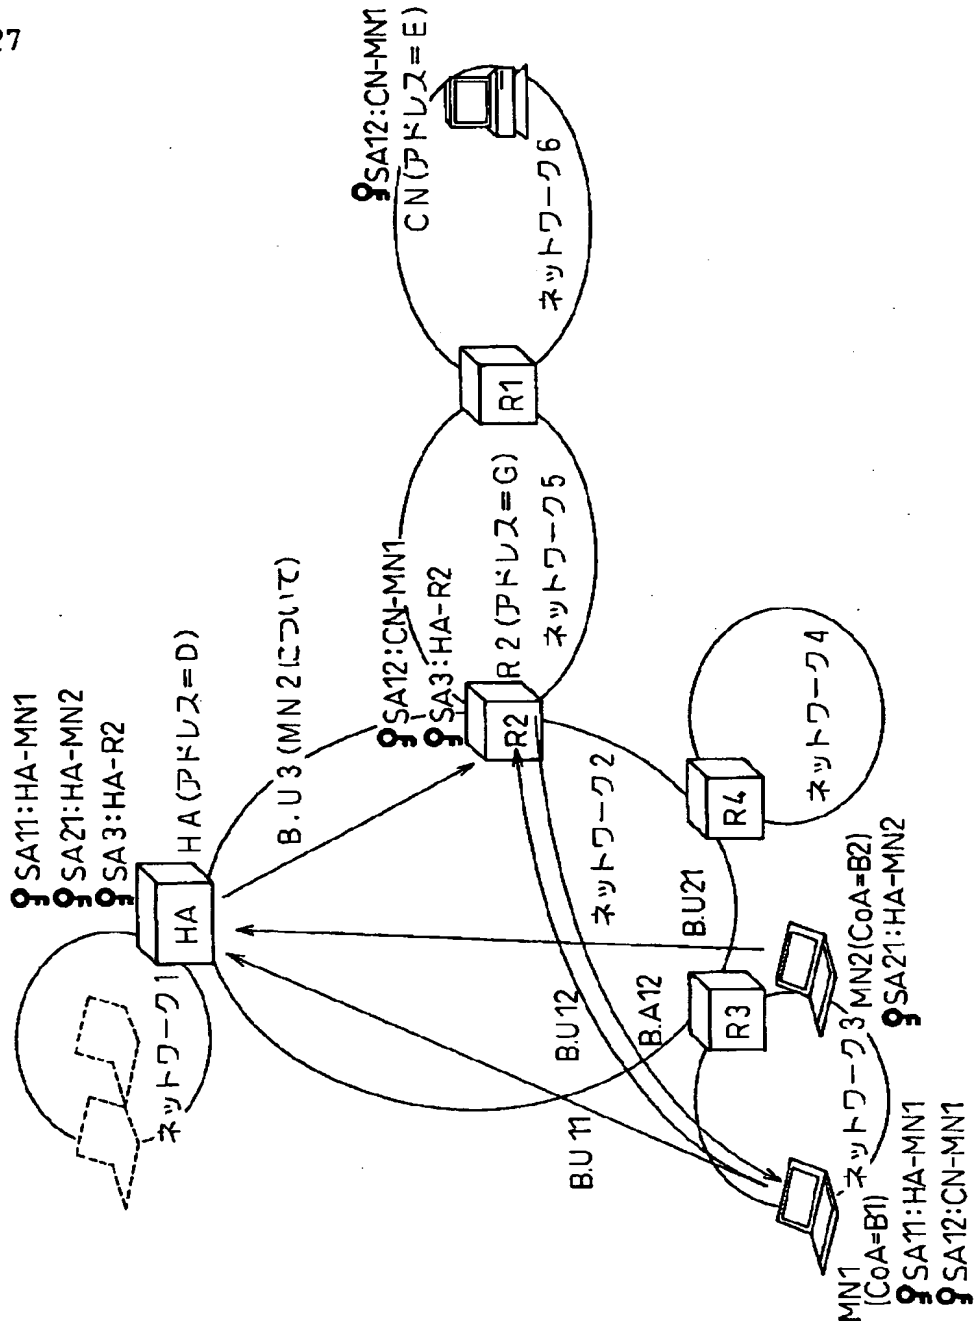 27
SA11:HA-MN1
SA21:HA-MN2
SA3:HA-R2
HA(アドレス=D)
HA
ネットワーク1
B.U3(MN2について)
SA12:CN-MN1
SA3:HA-R2
R2(アドレス=G)
R2
ネットワーク5
R1
SA12:CN-MN1
CN(アドレス=E)
ネットワーク6
ネットワーク2
B.U11
B.U12
B.A12
B.U21
R3
R4
ネットワーク4
ネットワーク3
MN2(CoA=B2)
SA21:HA-MN2
MN1
(CoA=B1)
SA11:HA-MN1
SA12:CN-MN1